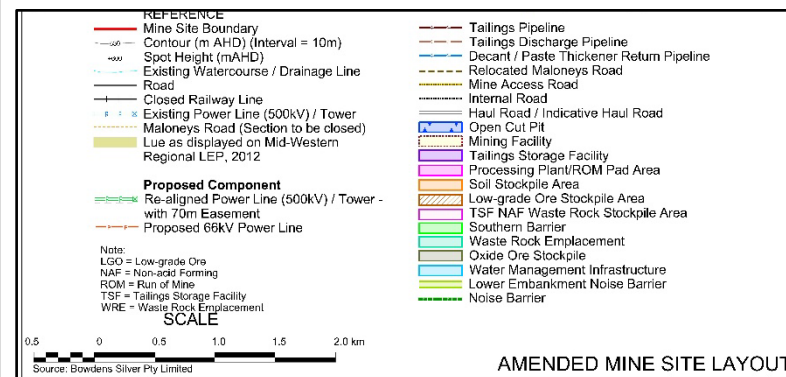 REFERENCE
Mine Site Boundary
Contour (m AHD) (Interval = 10m)
Spot Height (mAHD)
Existing Watercourse / Drainage Line
Road
Closed Railway Line
Existing Power Line (500kV) / Tower
Maloneys Road (Section to be closed)
Lue as displayed on Mid-Western
Regional LEP, 2012
Proposed Component
Re-aligned Power Line (500kV) / Tower -
with 70m Easement
Proposed 66kV Power Line
Note:
LGO = Low-grade Ore
NAF = Non-acid Forming
ROM = Run of Mine
TSF = Tailings Storage Facility
WRE = Waste Rock Emplacement
SCALE
0.5 0 0.5 1.0 1.5 2.0 km
Source: Bowdens Silver Pty Limited
Tailings Pipeline
Tailings Discharge Pipeline
Decant / Paste Thickener Return Pipeline
Relocated Maloneys Road
Mine Access Road
Internal Road
Haul Road / Indicative Haul Road
Open Cut Pit
Mining Facility
Tailings Storage Facility
Processing Plant/ROM Pad Area
Soil Stockpile Area
Low-grade Ore Stockpile Area
TSF NAF Waste Rock Stockpile Area
Southern Barrier
Waste Rock Emplacement
Oxide Ore Stockpile
Water Management Infrastructure
Lower Embankment Noise Barrier
Noise Barrier
AMENDED MINE SITE LAYOUT